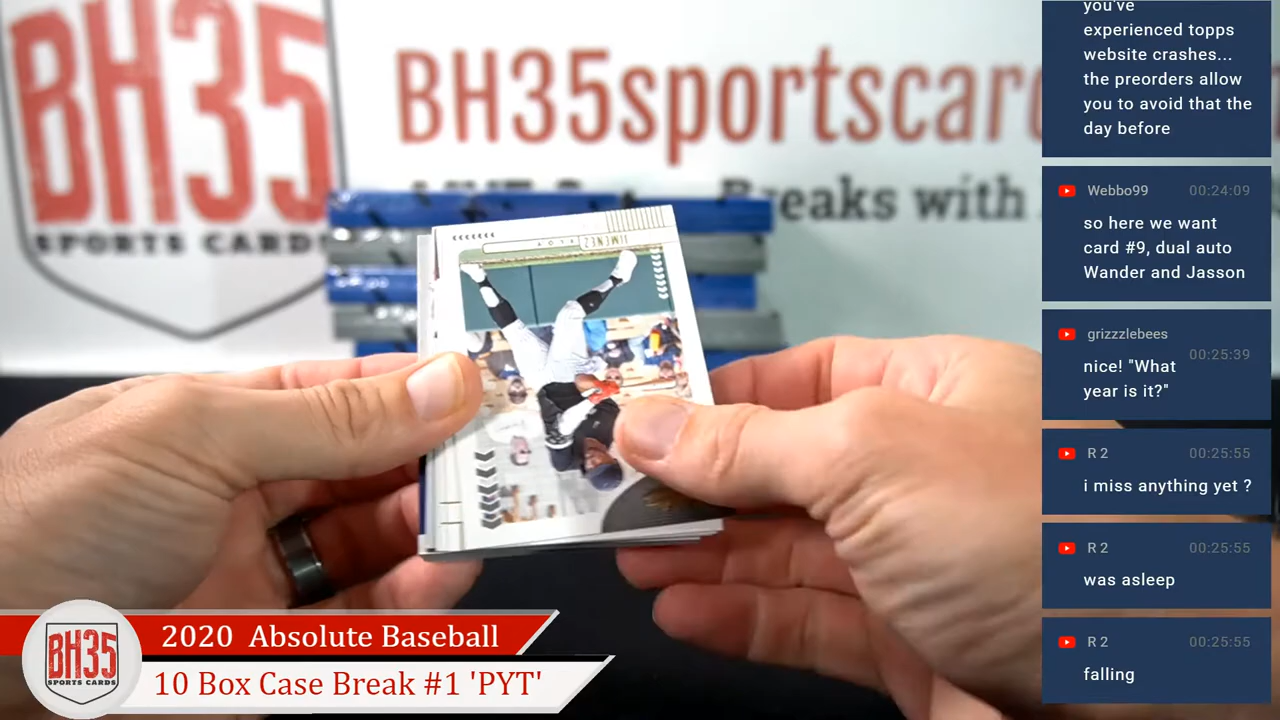 BH35
SPORTS CARDS
BH35sportscar
Breaks with
JIMENEZ
ELOY
you've
experienced topps
website crashes...
the preorders allow
you to avoid that the
day before
Webbo99 00:24:09
so here we want
card #9, dual auto
Wander and Jasson
grizzzlebees 00:25:39
nice! "What
year is it?"
R 2 00:25:55
i miss anything yet ?
R 2 00:25:55
was asleep
R 2 00:25:55
falling
BH35
SPORTS CARDS
2020 Absolute Baseball
10 Box Case Break #1 'PYT'